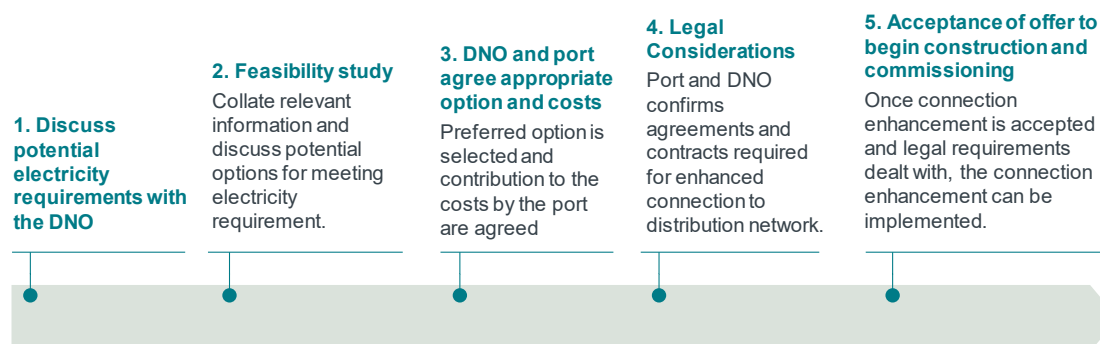 1. Discuss
potential
electricity
requirements with
the DNO
2. Feasibility study
Collate relevant
information and
discuss potential
options for meeting
electricity
requirement.
3. DNO and port
agree appropriate
option and costs
Preferred option is
selected and
contribution to the
costs by the port
are agreed
4. Legal
Considerations
Port and DNO
confirms
agreements and
contracts required
for enhanced
connection to
distribution network.
5. Acceptance of offer to
begin construction and
commissioning
Once connection
enhancement is accepted
and legal requirements
dealt with, the connection
enhancement can be
implemented.